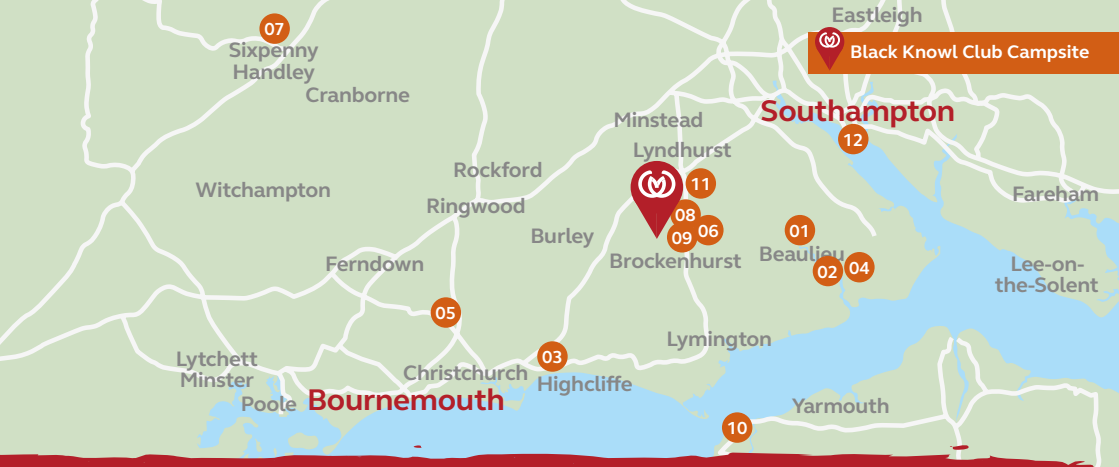 Eastleigh
07
Black Knowl Club Campsite
Sixpenny
Handley
Cranborne
Southampton
Minstead
12
Lyndhurst
Rockford
11
Witchampton
Fareham
Ringwood
08
01
06
Burley
09
Beaulieu
Brockenhurst
Ferndown
02
04
Lee-on-
the-Solent
05
Lymington
03
Lytchett
Minster
Christchurch
Highcliffe
Poole
Bournemouth
Yarmouth
10